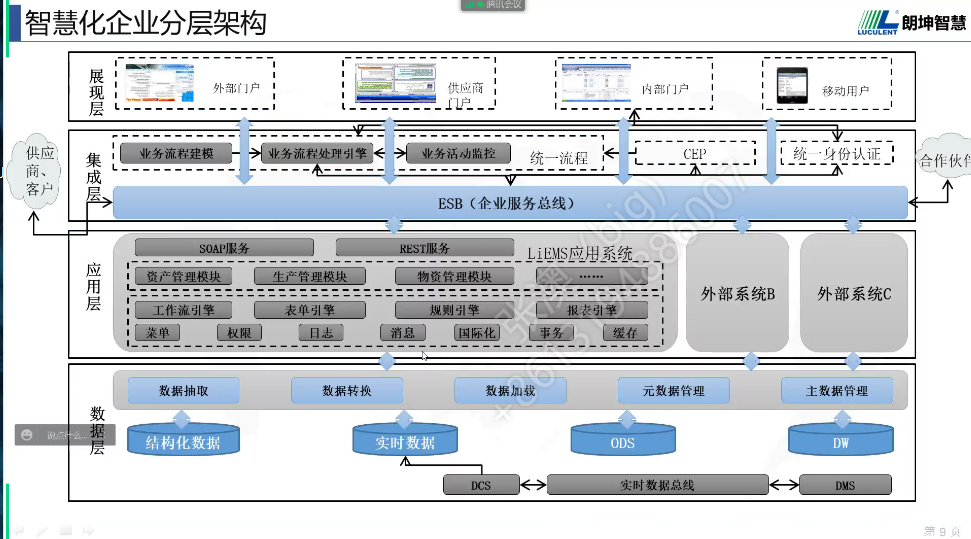 腾讯会议
智慧化企业分层架构
LUCULENT
朗坤智慧
展现层
外部门户
供应商门户
内部门户
移动用户
供应商、客户
集成层
业务流程建模
业务流程处理引擎
业务活动监控
统一流程
CEP
统一身份认证
合作伙伴
ESB（企业服务总线）
应用层
SOAP服务
REST服务
LiEMS应用系统
资产管理模块
生产管理模块
物资管理模块
……
工作流引擎
表单引擎
规则引擎
报表引擎
菜单
权限
日志
消息
国际化
事务
缓存
外部系统B
外部系统C
数据层
数据抽取
数据转换
数据加载
元数据管理
主数据管理
结构化数据
实时数据
ODS
DW
DCS
实时数据总线
DMS
说点什么...
第 9 页